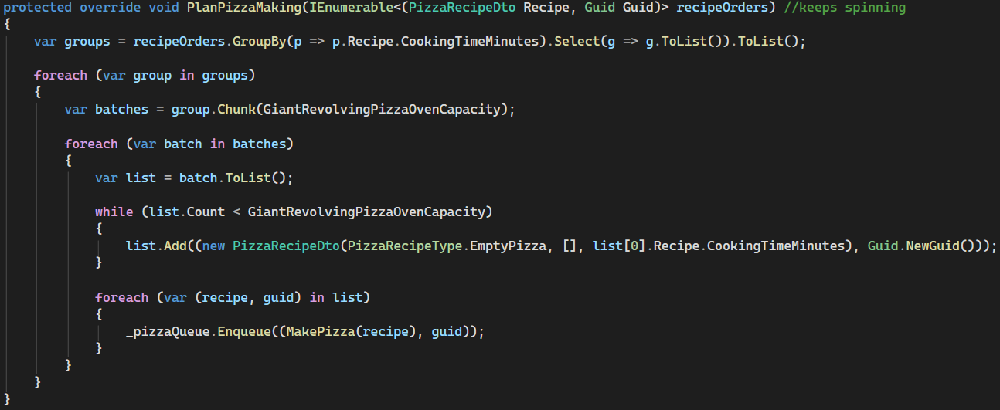 protected override void PlanPizzaMaking(IEnumerable<(PizzaRecipeDto Recipe, Guid Guid)> recipeOrders) //keeps spinning
{
    var groups = recipeOrders.GroupBy(p => p.Recipe.CookingTimeMinutes).Select(g => g.ToList()).ToList();
    foreach (var group in groups)
    {
        var batches = group.Chunk(GiantRevolvingPizzaOvenCapacity);
        foreach (var batch in batches)
        {
            var list = batch.ToList();
            while (list.Count < GiantRevolvingPizzaOvenCapacity)
            {
                list.Add((new PizzaRecipeDto(PizzaRecipeType.EmptyPizza, [], list[0].Recipe.CookingTimeMinutes), Guid.NewGuid()));
            }
            foreach (var (recipe, guid) in list)
            {
                _pizzaQueue.Enqueue((MakePizza(recipe), guid));
            }
        }
    }
}